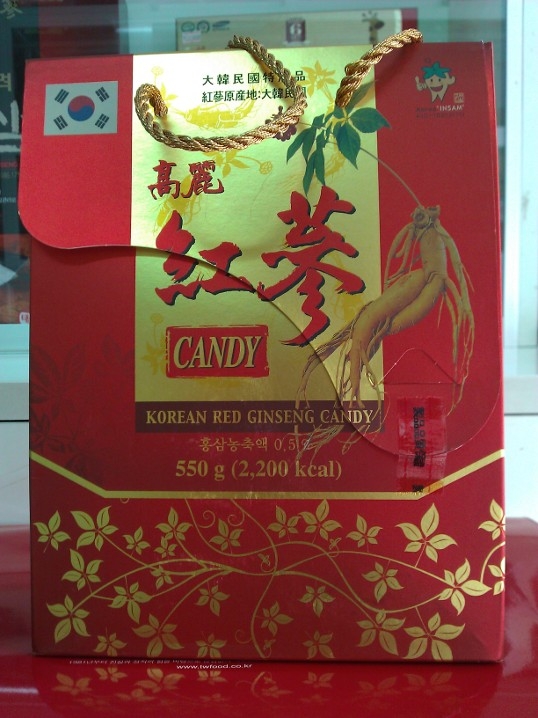 大韓民國特 品
紅蔘原産地:大韓民國
"INSAM"
高麗
紅蔘
CANDY
KOREAN RED GINSENG CANDY
홍삼농축액 0.5%
550 g (2,200 kcal)
www.iwfood.co.kr